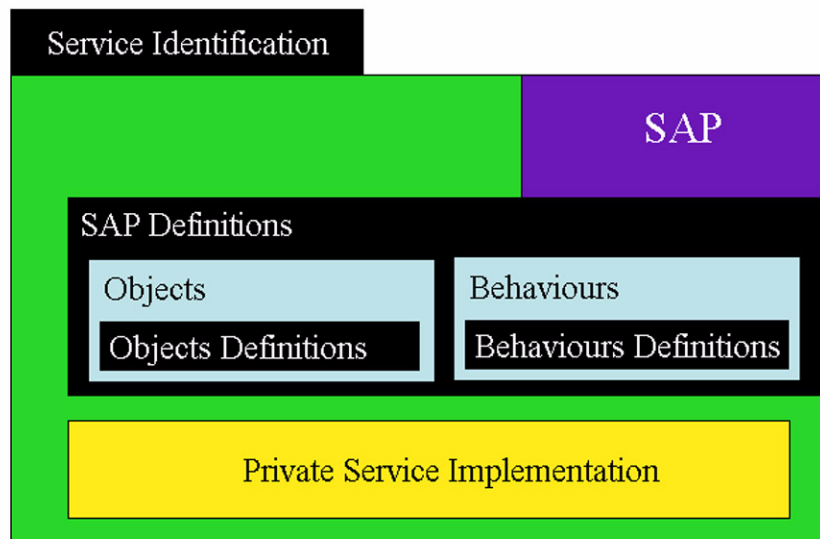 Service Identification
SAP
SAP Definitions
Objects
Behaviours
Objects Definitions
Behaviours Definitions
Private Service Implementation